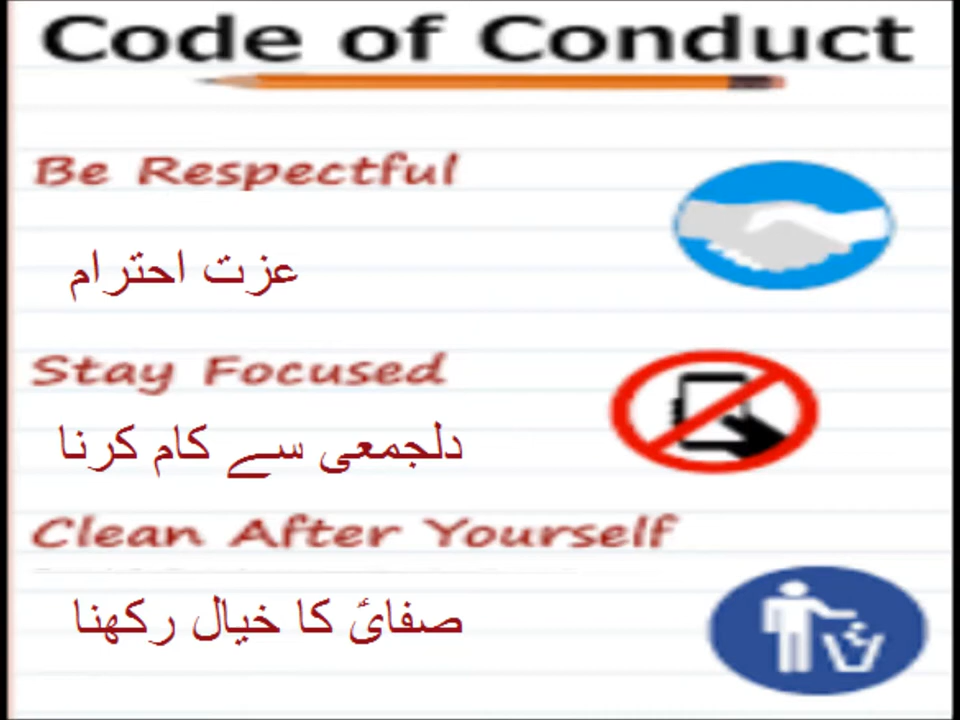 Code of Conduct
Be Respectful
عزت احترام
Stay Focused
دلجمعی سے کام کرنا
Clean After Yourself
صفائ کا خیال رکھنا